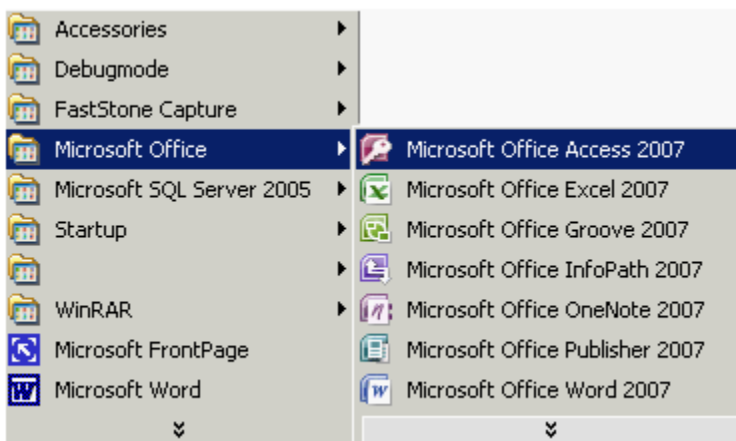 Accessories
Debugmode
FastStone Capture
Microsoft Office
Microsoft SQL Server 2005
Startup
WinRAR
Microsoft FrontPage
Microsoft Word
Microsoft Office Access 2007
Microsoft Office Excel 2007
Microsoft Office Groove 2007
Microsoft Office InfoPath 2007
Microsoft Office OneNote 2007
Microsoft Office Publisher 2007
Microsoft Office Word 2007